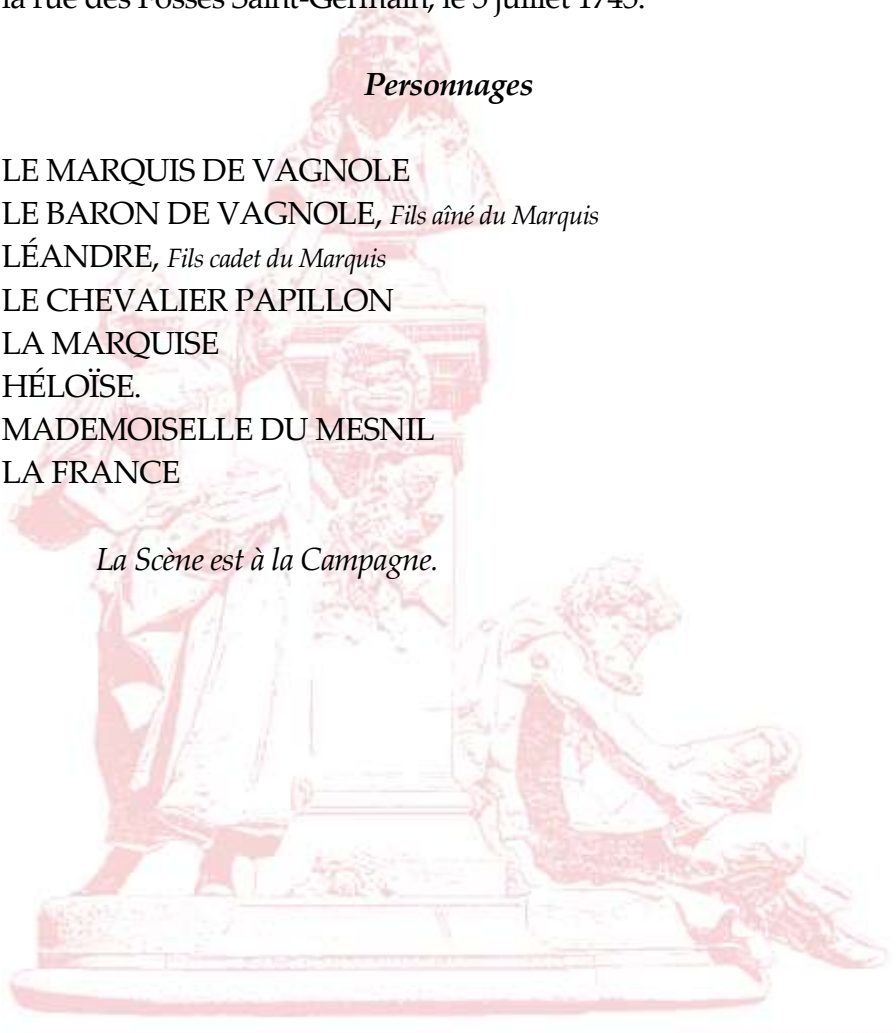 la rue des Fossés Saint-Germain, le 5 juillet 1745.
Personnages
LE MARQUIS DE VAGNOLE
LE BARON DE VAGNOLE, Fils aîné du Marquis
LÉANDRE, Fils cadet du Marquis
LE CHEVALIER PAPILLON
LA MARQUISE
HÉLOÏSE.
MADEMOISELLE DU MESNIL
LA FRANCE
La Scène est à la Campagne.